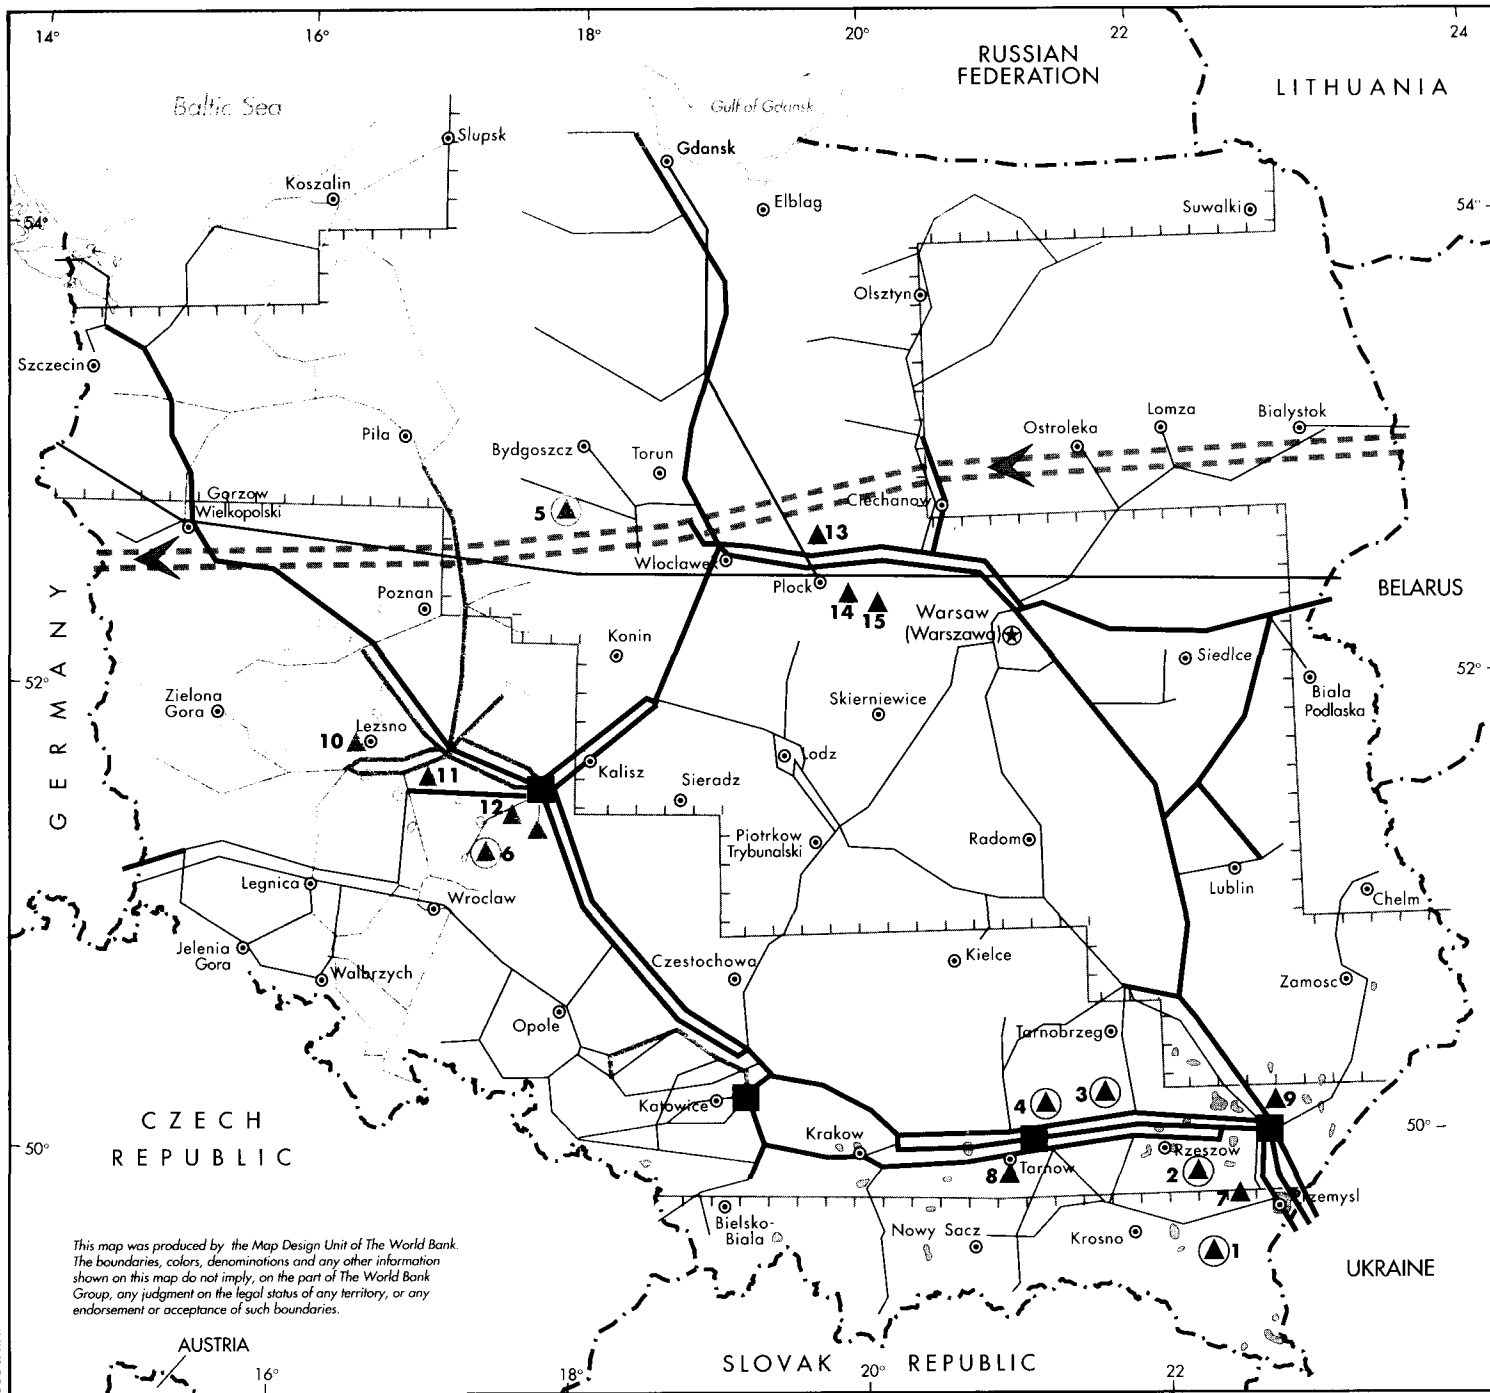 14° 16° 18° 20° 22 24
RUSSIAN
FEDERATION
LITHUANIA
Baltic Sea
Gulf of Gdansk
Slupsk
Gdansk
Koszalin
Elblag
Suwalki
54°
54°
Olsztyn
Szczecin
Pila
Bydgoszcz
Torun
Ostroleka
Lomza
Bialystok
Gorzow
Wielkopolski
5
Ciechanow
13
Wloclawek
Plock
14
15
BELARUS
Poznan
Warsaw
(Warszawa)
Konin
Siedlce
GERMANY
52°
52°
Zielona
Gora
Skierniewice
Biala
Podlaska
10
Lezsno
11
Kalisz
Lodz
Sieradz
12
6
Piotrkow
Trybunalski
Radom
Lublin
Legnica
Wroclaw
Chelm
Jelenia
Gora
Walbrzych
Czestochowa
Kielce
Zamosc
Opole
Tarnobrzeg
Katowice
4
3
9
CZECH
REPUBLIC
50°
50°
Krakow
Tarnow
8
Rzeszow
2
7
Przemysl
Bielsko-
Biala
Nowy Sacz
Krosno
1
UKRAINE
This map was produced by the Map Design Unit of The World Bank.
The boundaries, colors, denominations and any other information
shown on this map do not imply, on the part of The World Bank
Group, any judgment on the legal status of any territory, or any
endorsement or acceptance of such boundaries.
AUSTRIA
SLOVAK REPUBLIC
16° 18° 20° 22